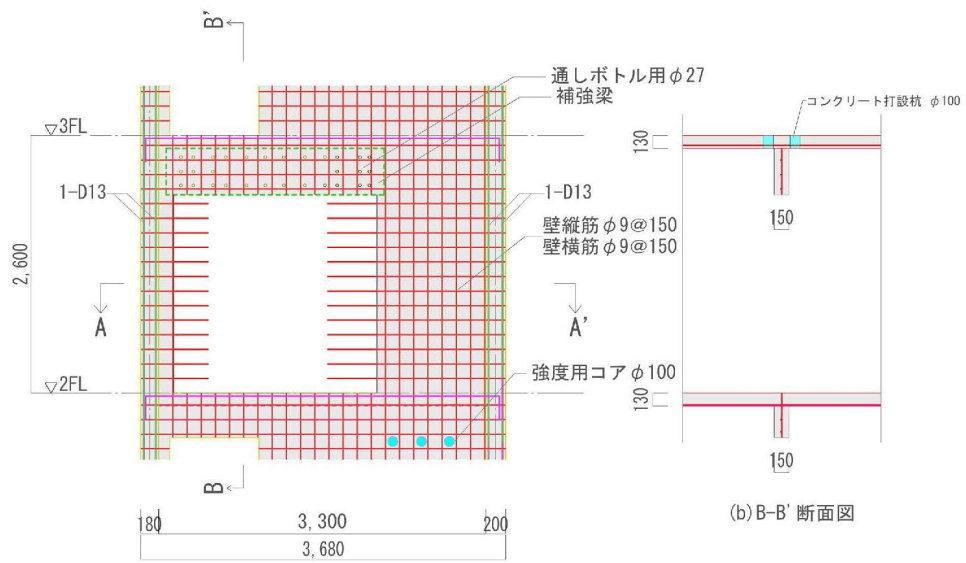 B'
通しボトル用φ27
補強梁
コンクリート打設杭 φ100
▽3FL
130
1-D13
1-D13
150
壁縦筋φ9@150
壁横筋φ9@150
2,600
A
A'
強度用コアφ100
▽2FL
130
150
B
(b)B-B'断面図
180
3,300
200
3,680